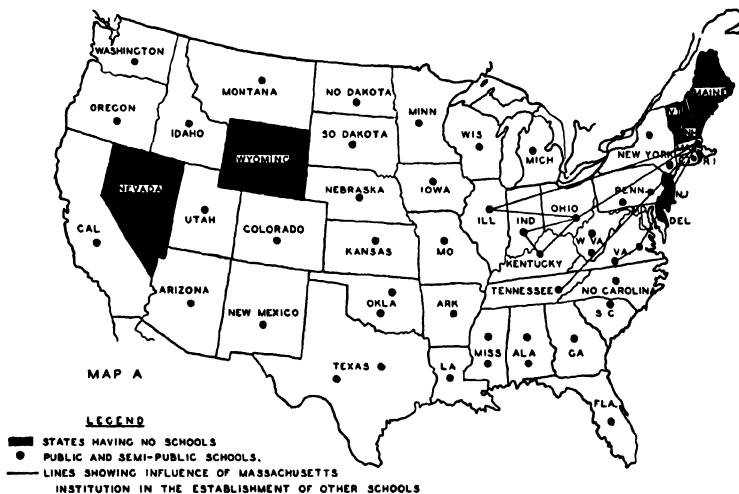 WASHINGTON
MONTANA
NO DAKOTA
MINN
MAINE
VT
NH
OREGON
IDAHO
SO DAKOTA
WIS
MICH
NEW YORK
RI
WYOMING
NEVADA
NEBRASKA
IOWA
PENN
NJ
DEL
UTAH
COLORADO
ILL
IND
OHIO
W VA
VA
CAL
KANSAS
MO
KENTUCKY
TENNESSEE
NO CAROLINA
ARIZONA
NEW MEXICO
OKLA
ARK
S C
MISS
ALA
GA
TEXAS
LA
FLA.
MAP A
LEGEND
STATES HAVING NO SCHOOLS
PUBLIC AND SEMI-PUBLIC SCHOOLS.
LINES SHOWING INFLUENCE OF MASSACHUSETTS
INSTITUTION IN THE ESTABLISHMENT OF OTHER SCHOOLS